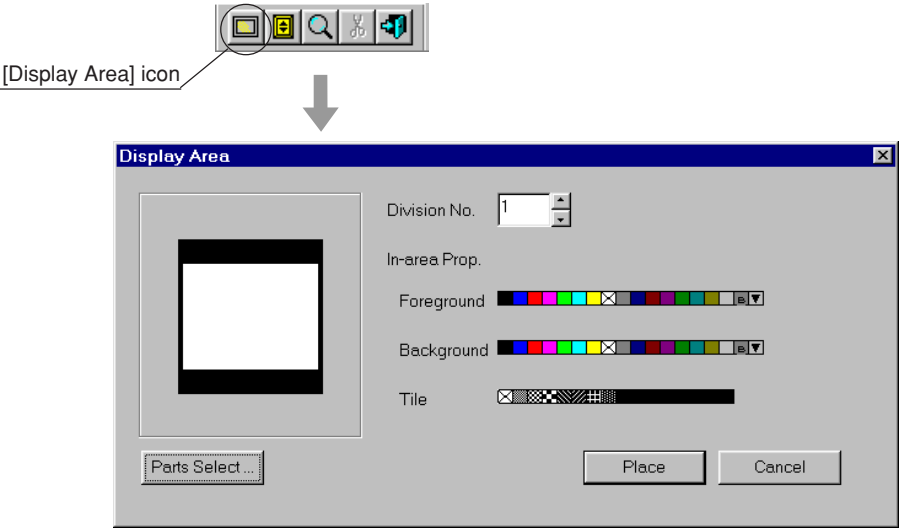 [Display Area] icon
Display Area
Division No.
1
In-area Prop.
Foreground
B
Background
B
Tile
Parts Select ...
Place
Cancel